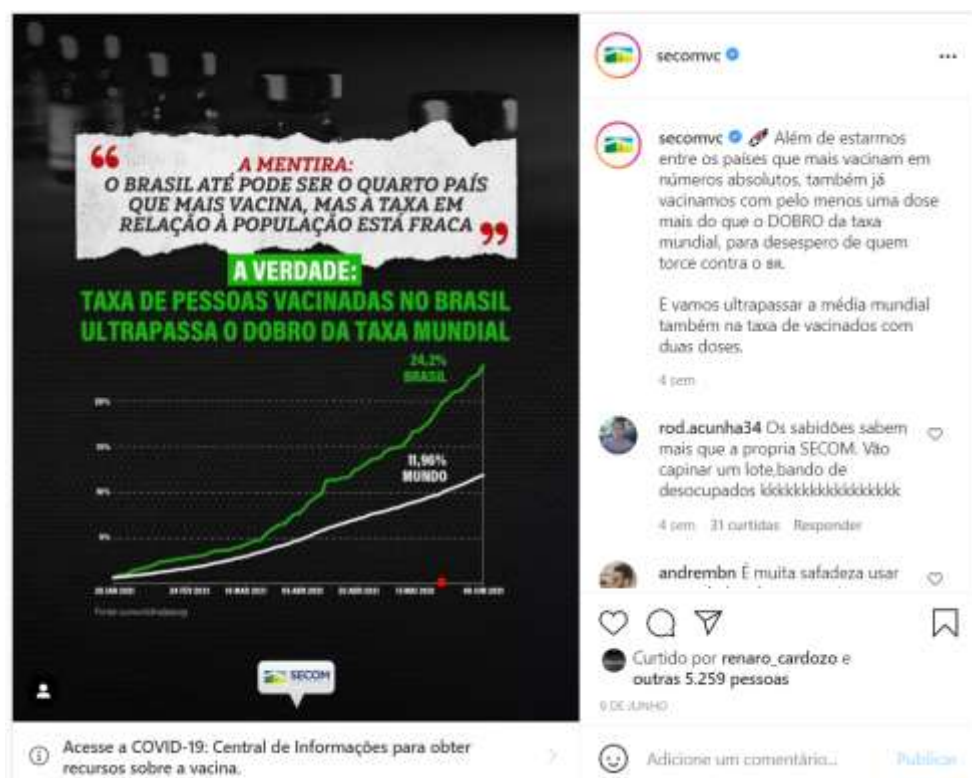 “ A MENTIRA:
O BRASIL ATÉ PODE SER O QUARTO PAÍS
QUE MAIS VACINA, MAS A TAXA EM
RELAÇÃO À POPULAÇÃO ESTÁ FRACA ”
A VERDADE:
TAXA DE PESSOAS VACINADAS NO BRASIL
ULTRAPASSA O DOBRO DA TAXA MUNDIAL
24,2%
BRASIL
11,96%
MUNDO
20%
15%
10%
5%
SECOM
Acesse a COVID-19: Central de Informações para obter
recursos sobre a vacina.
secomvc
secomvc Além de estarmos
entre os países que mais vacinam em
números absolutos, também já
vacinamos com pelo menos uma dose
mais do que o DOBRO da taxa
mundial, para desespero de quem
torce contra o BR.
E vamos ultrapassar a média mundial
também na taxa de vacinados com
duas doses.
4 sem
rod.acunha34 Os sabidões sabem
mais que a propria SECOM. Vão
capinar um lote,bando de
desocupados kkkkkkkkkkkkkkkkk
4 sem 31 curtidas Responder
andrembn É muita safadeza usar
Curtido por renaro_cardozo e
outras 5.259 pessoas
9 DE JUNHO
Adicione um comentário...
Publicar